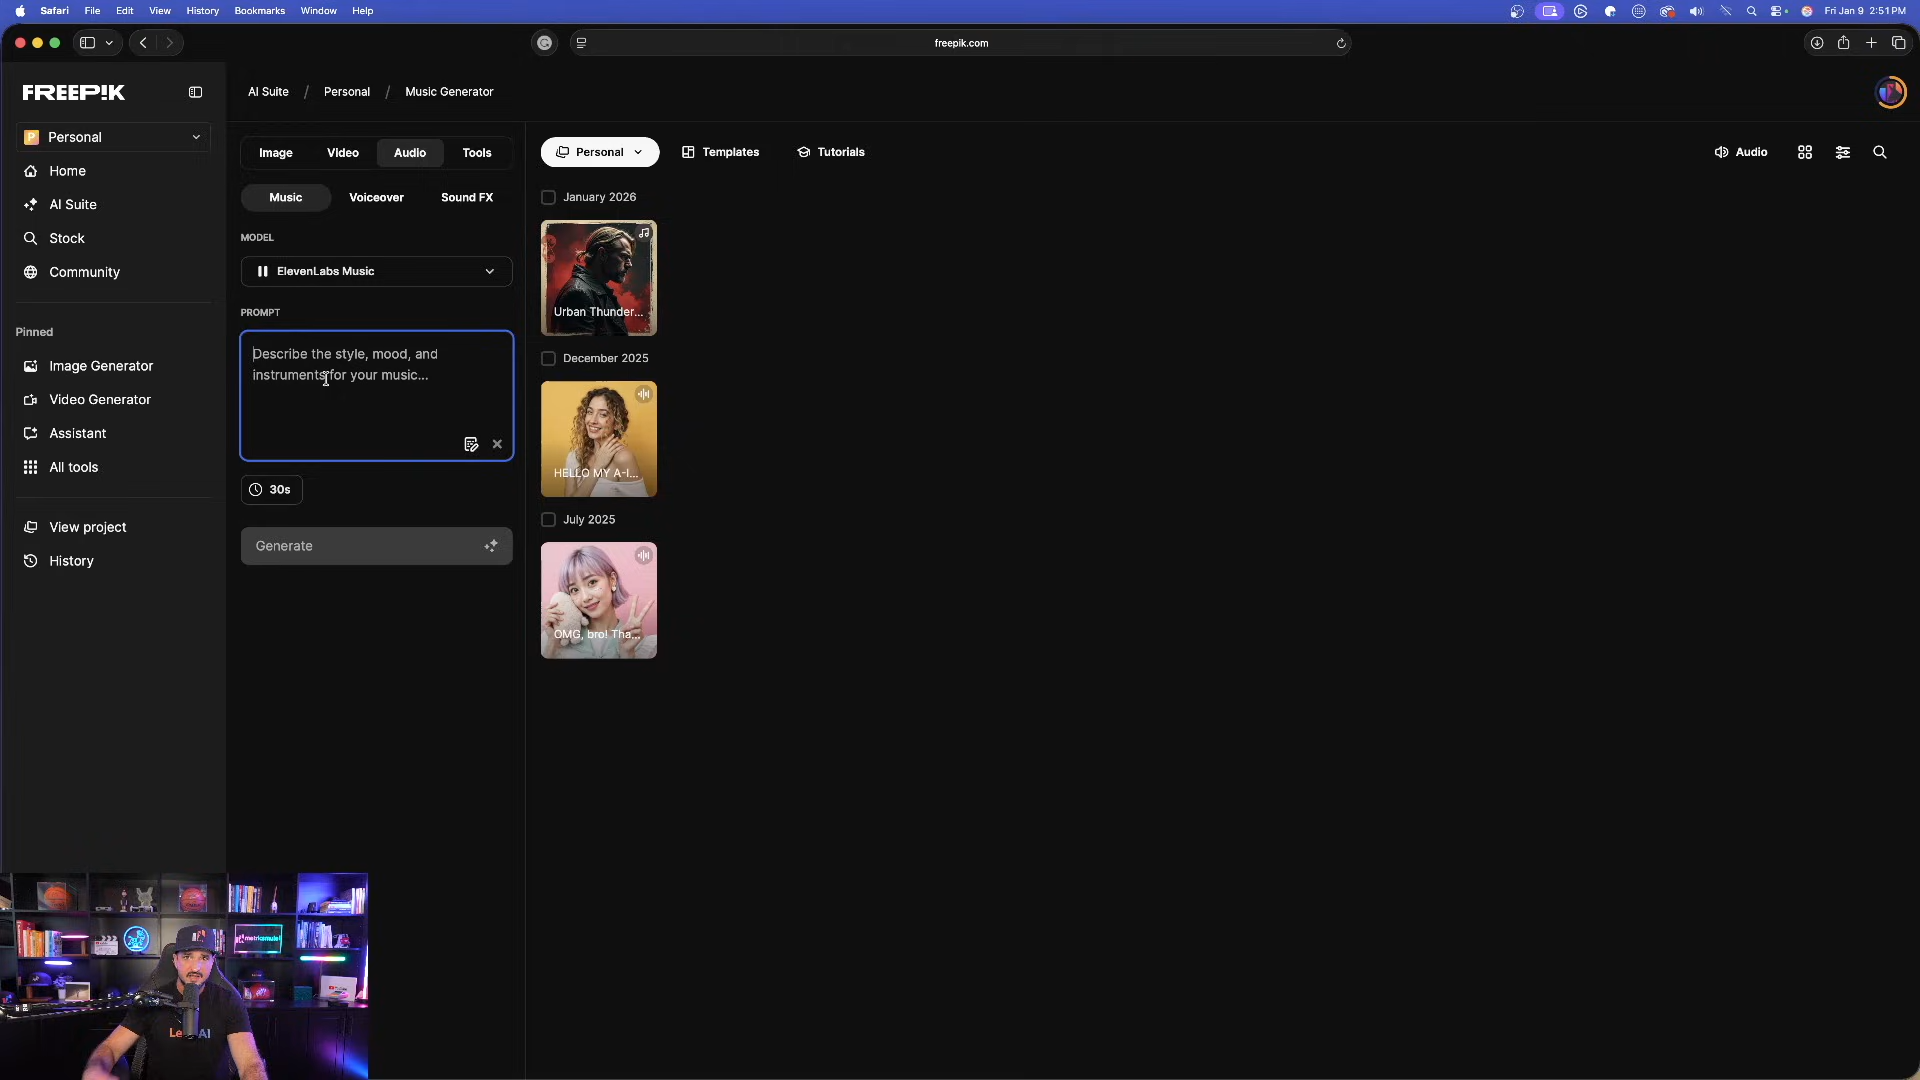 Safari File Edit View History Bookmarks Window Help
Fri Jan 9 2:51 PM
freepik.com
FREEPIK
AI Suite / Personal / Music Generator
Personal
Home
AI Suite
Stock
Community
Pinned
Image Generator
Video Generator
Assistant
All tools
View project
History
Image Video Audio Tools
Music Voiceover Sound FX
MODEL
ElevenLabs Music
PROMPT
Describe the style, mood, and
instruments for your music...
30s
Generate
Personal Templates Tutorials
Audio
January 2026
Urban Thunder...
December 2025
HELLO MY A-I...
July 2025
OMG, bro! Tha...